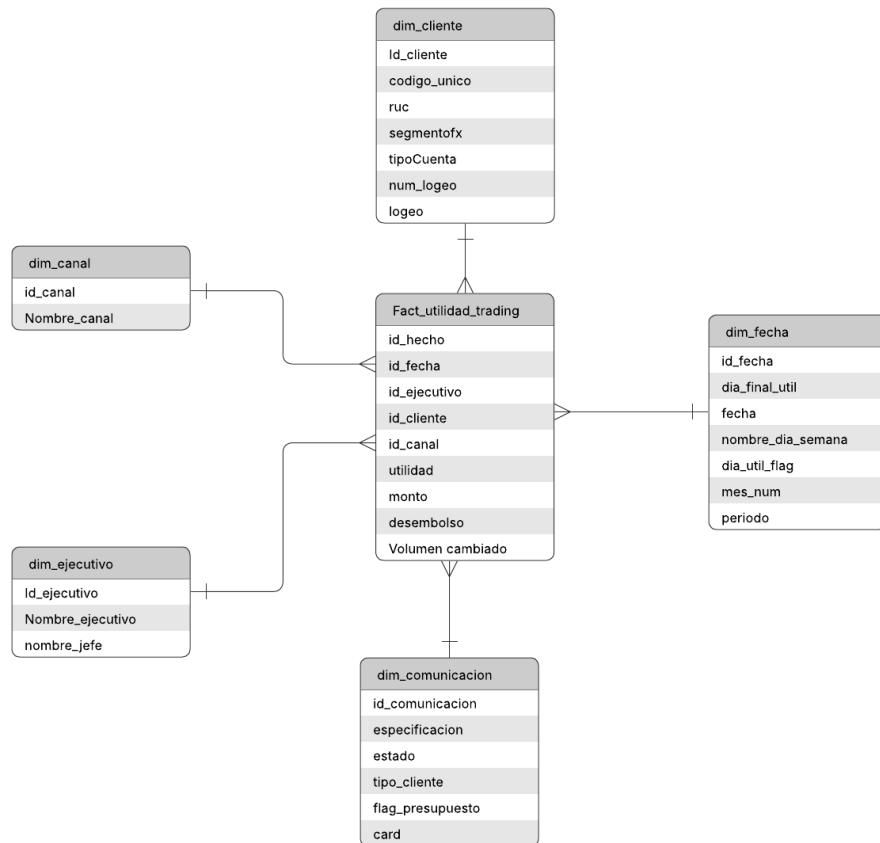 dim_cliente
Id_cliente
codigo_unico
ruc
segmentofx
tipoCuenta
num_logeo
logeo
dim_canal
id_canal
Nombre_canal
Fact_utilidad_trading
id_hecho
id_fecha
id_ejecutivo
id_cliente
id_canal
utilidad
monto
desembolso
Volumen cambiado
dim_fecha
id_fecha
dia_final_util
fecha
nombre_dia_semana
dia_util_flag
mes_num
periodo
dim_ejecutivo
Id_ejecutivo
Nombre_ejecutivo
nombre_jefe
dim_comunicacion
id_comunicacion
especificacion
estado
tipo_cliente
flag_presupuesto
card